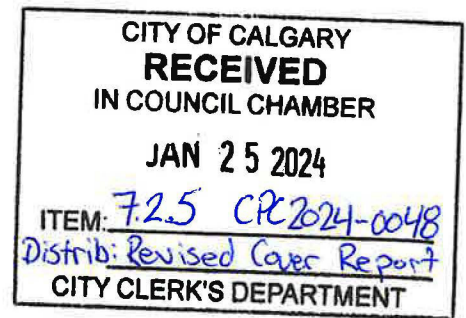 CITY OF CALGARY
RECEIVED
IN COUNCIL CHAMBER
JAN 25 2024
ITEM: 7.2.5 CPC2024-0048
Distrib: Revised Cover Report
CITY CLERK'S DEPARTMENT